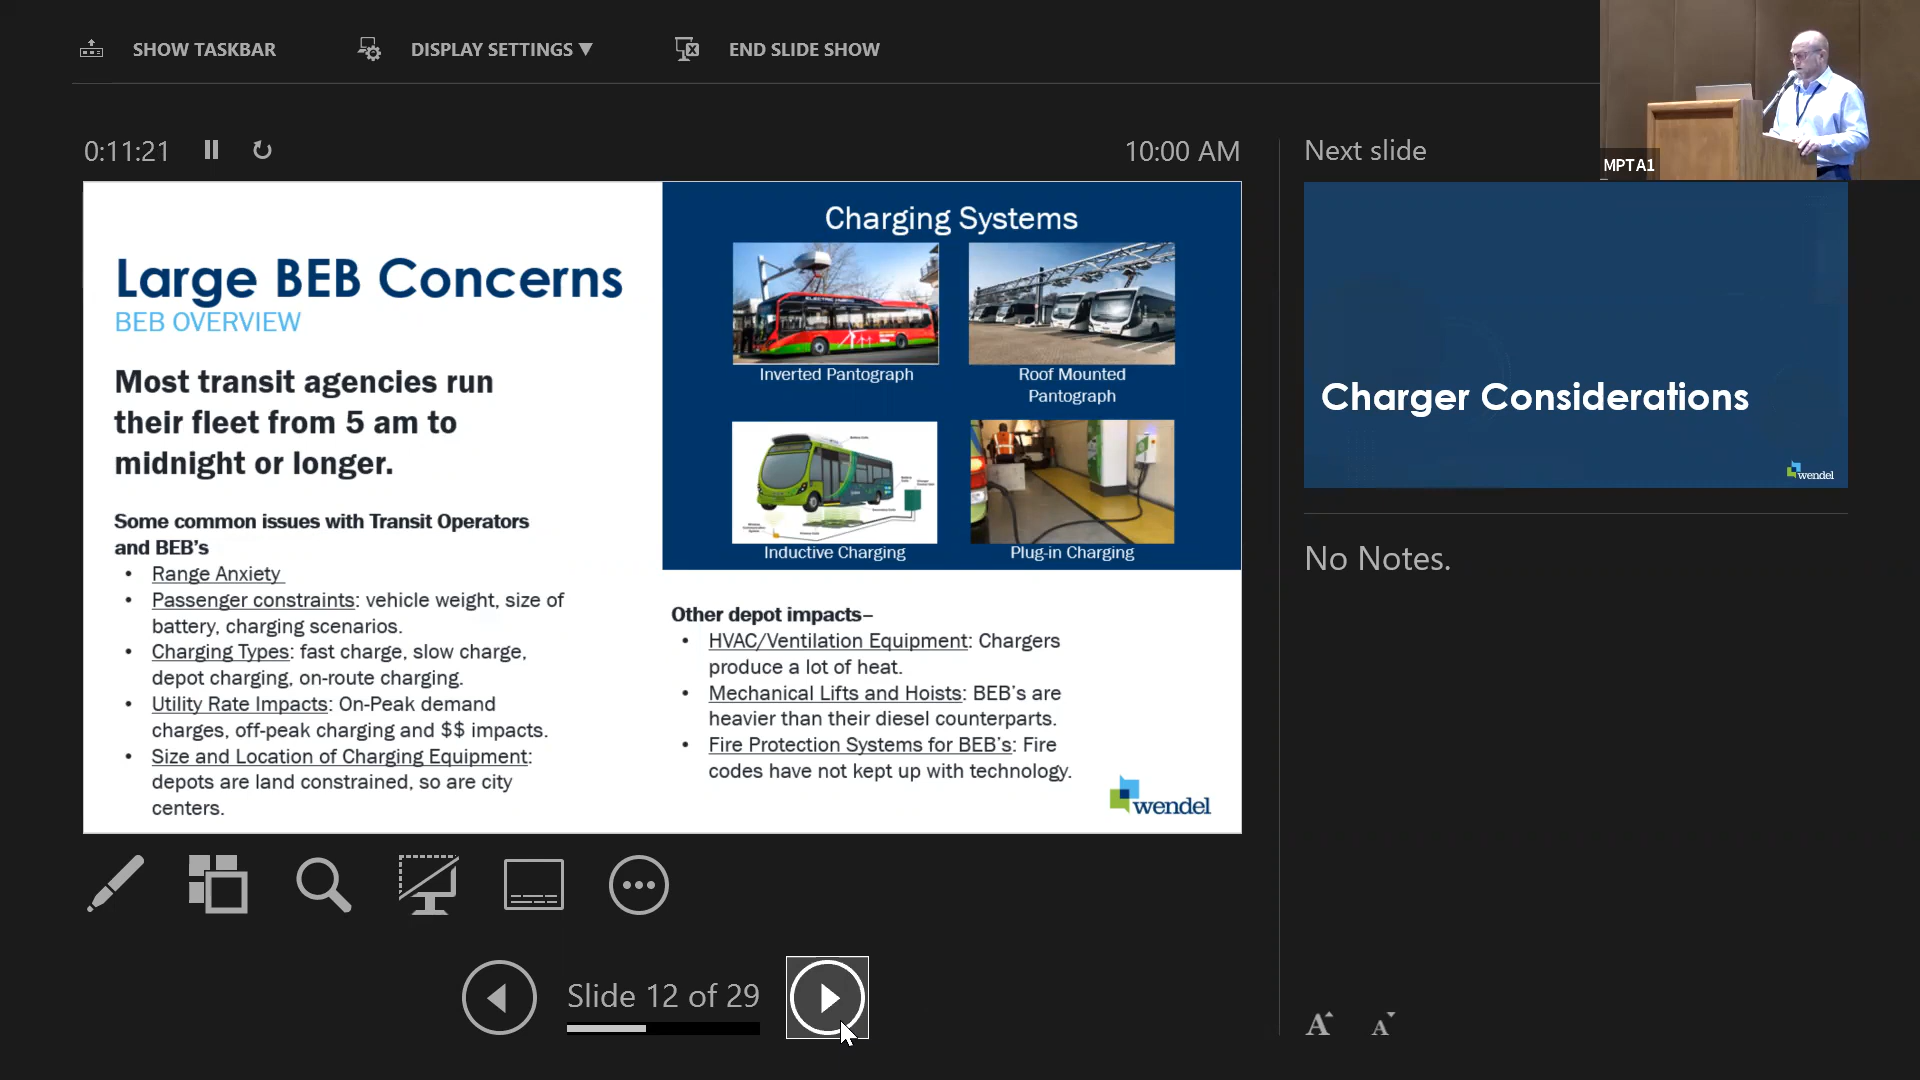 SHOW TASKBAR
DISPLAY SETTINGS ▼
END SLIDE SHOW
MPTA1
0:11:21
10:00 AM
Next slide
Large BEB Concerns
BEB OVERVIEW
Most transit agencies run
their fleet from 5 am to
midnight or longer.
Some common issues with Transit Operators
and BEB's
• Range Anxiety
• Passenger constraints: vehicle weight, size of
battery, charging scenarios.
• Charging Types: fast charge, slow charge,
depot charging, on-route charging.
• Utility Rate Impacts: On-Peak demand
charges, off-peak charging and $$ impacts.
• Size and Location of Charging Equipment:
depots are land constrained, so are city
centers.
Charging Systems
Inverted Pantograph
Roof Mounted
Pantograph
Inductive Charging
Plug-in Charging
Other depot impacts–
• HVAC/Ventilation Equipment: Chargers
produce a lot of heat.
• Mechanical Lifts and Hoists: BEB's are
heavier than their diesel counterparts.
• Fire Protection Systems for BEB's: Fire
codes have not kept up with technology.
wendel
Charger Considerations
wendel
No Notes.
Slide 12 of 29
A
A